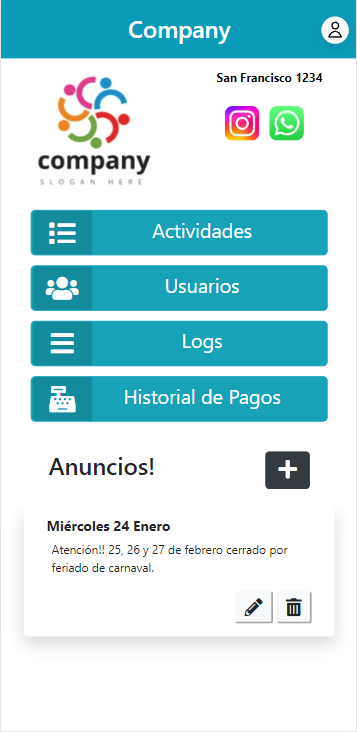 Company
San Francisco 1234
company
SLOGAN HERE
Actividades
Usuarios
Logs
Historial de Pagos
Anuncios!
Miércoles 24 Enero
Atención!! 25, 26 y 27 de febrero cerrado por
feriado de carnaval.